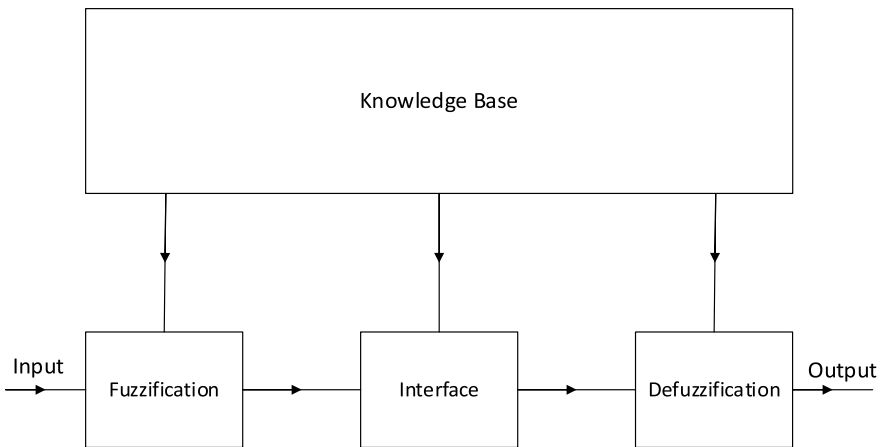 Knowledge Base
Input
Fuzzification
Interface
Defuzzification
Output